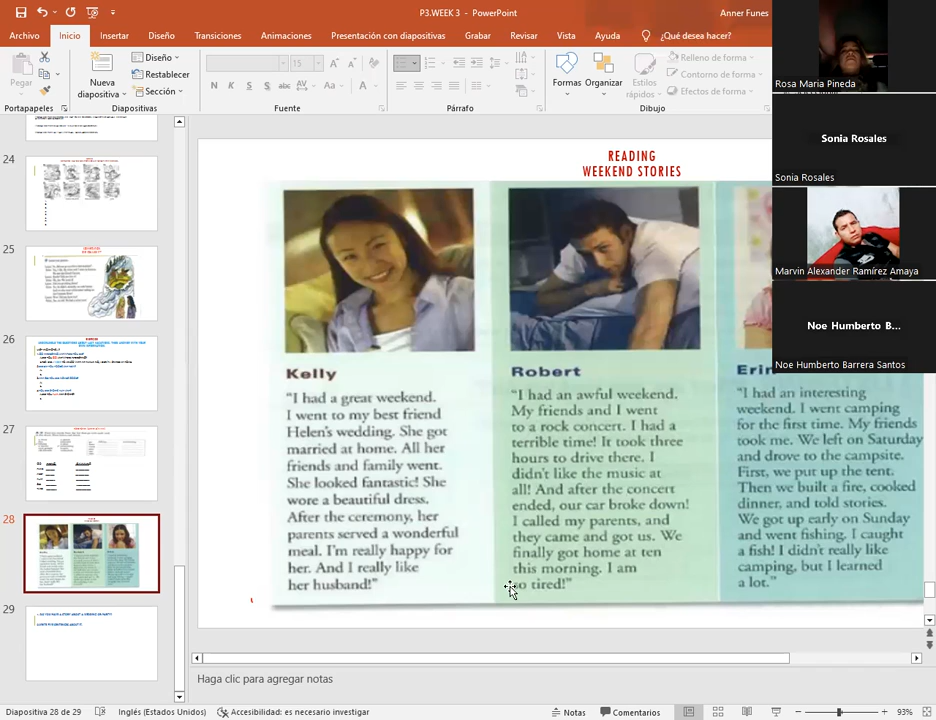 P3.WEEK 3 - PowerPoint
Anner Funes
Archivo
Inicio
Insertar
Diseño
Transiciones
Animaciones
Presentación con diapositivas
Grabar
Revisar
Vista
Ayuda
¿Qué desea hacer?
Pegar
Nueva
diapositiva
Diseño
Restablecer
Sección
15
N K S S abc AV Aa A
Formas
Organizar
Estilos
rápidos
Relleno de forma
Contorno de forma
Efectos de forma
Portapapeles
Diapositivas
Fuente
Párrafo
Dibujo
Rosa Maria Pineda
Sonia Rosales
Sonia Rosales
Marvin Alexander Ramírez Amaya
Noe Humberto B...
Noe Humberto Barrera Santos
24
25
26
27
28
29
READING
WEEKEND STORIES
Kelly
"I had a great weekend.
I went to my best friend
Helen's wedding. She got
married at home. All her
friends and family went.
She looked fantastic! She
wore a beautiful dress.
After the ceremony, her
parents served a wonderful
meal. I'm really happy for
her. And I really like
her husband!"
Robert
"I had an awful weekend.
My friends and I went
to a rock concert. I had a
terrible time! It took three
hours to drive there. I
didn't like the music at
all! And after the concert
ended, our car broke down!
I called my parents, and
they came and got us. We
finally got home at ten
this morning. I am
so tired!"
Erin
"I had an interesting
weekend. I went camping
for the first time. My friends
took me. We left on Saturday
and drove to the campsite.
First, we put up the tent.
Then we built a fire, cooked
dinner, and told stories.
We got up early on Sunday
and went fishing. I caught
a fish! I didn't really like
camping, but I learned
a lot."
Haga clic para agregar notas
Diapositiva 28 de 29
Inglés (Estados Unidos)
Accesibilidad: es necesario investigar
Notas
Comentarios
93%